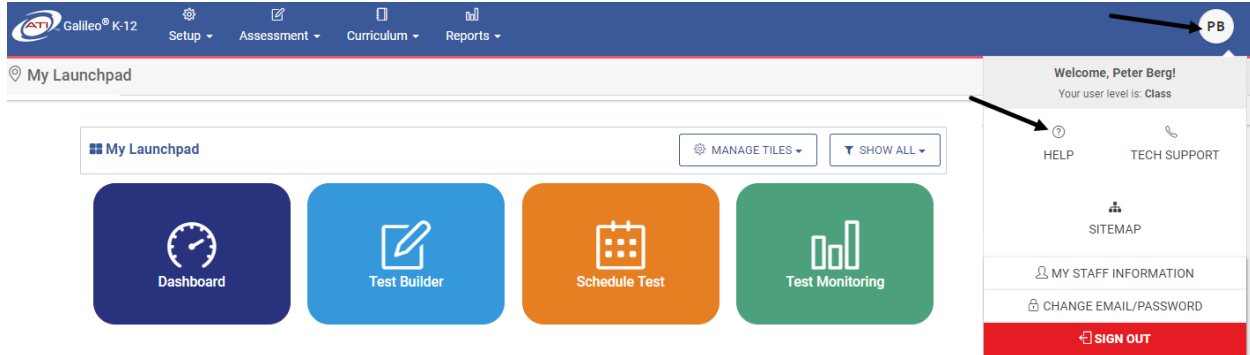 ATI Galileo® K-12
Setup
Assessment
Curriculum
Reports
PB
My Launchpad
Welcome, Peter Berg!
Your user level is: Class
My Launchpad
MANAGE TILES
SHOW ALL
HELP
TECH SUPPORT
SITEMAP
Dashboard
Test Builder
Schedule Test
Test Monitoring
MY STAFF INFORMATION
CHANGE EMAIL/PASSWORD
SIGN OUT